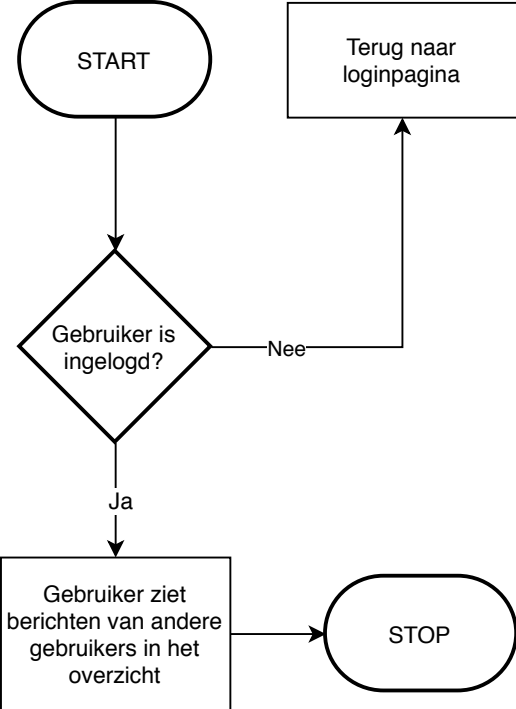 START
Terug naar
loginpagina
Gebruiker is
ingelogd?
Nee
Ja
Gebruiker ziet
berichten van andere
gebruikers in het
overzicht
STOP